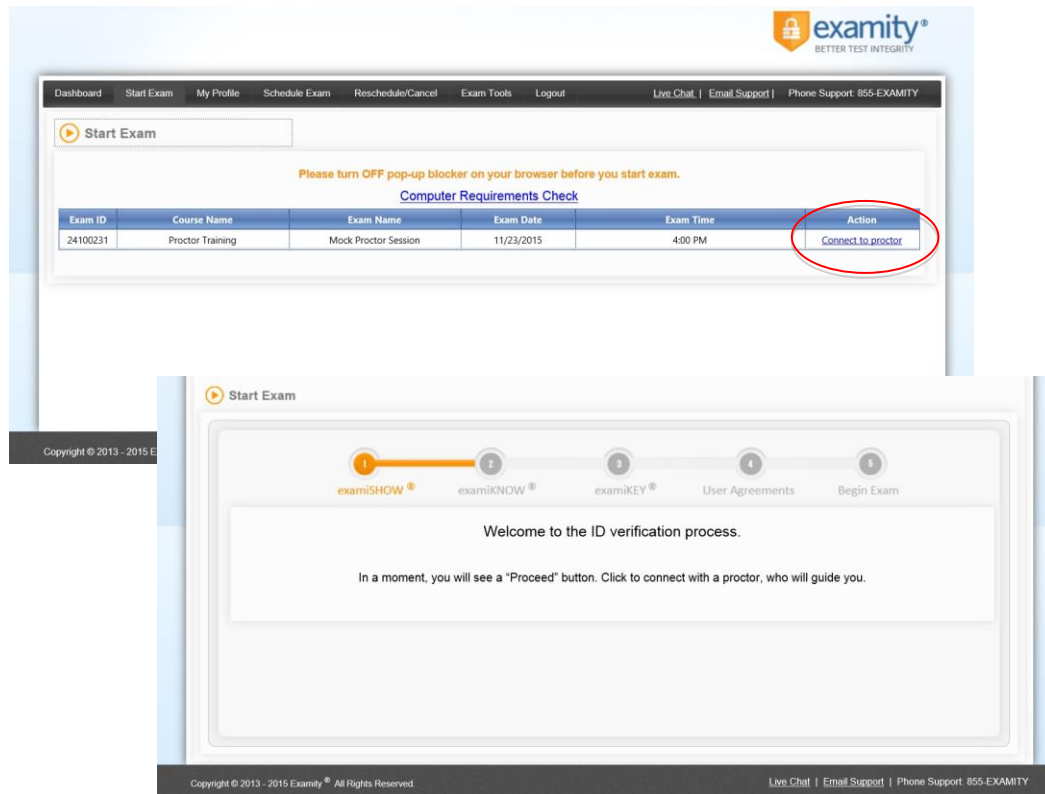 examity®
BETTER TEST INTEGRITY
Dashboard Start Exam My Profile Schedule Exam Reschedule/Cancel Exam Tools Logout Live Chat | Email Support | Phone Support: 855-EXAMITY
Start Exam
Please turn OFF pop-up blocker on your browser before you start exam.
Computer Requirements Check
Exam ID Course Name Exam Name Exam Date Exam Time Action
24100231 Proctor Training Mock Proctor Session 11/23/2015 4:00 PM Connect to proctor
Copyright © 2013 - 2015 E
Start Exam
1 2 3 4 5
examiSHOW ® examiKNOW ® examiKEY ® User Agreements Begin Exam
Welcome to the ID verification process.
In a moment, you will see a “Proceed” button. Click to connect with a proctor, who will guide you.
Copyright © 2013 - 2015 Examity ® All Rights Reserved. Live Chat | Email Support | Phone Support: 855-EXAMITY